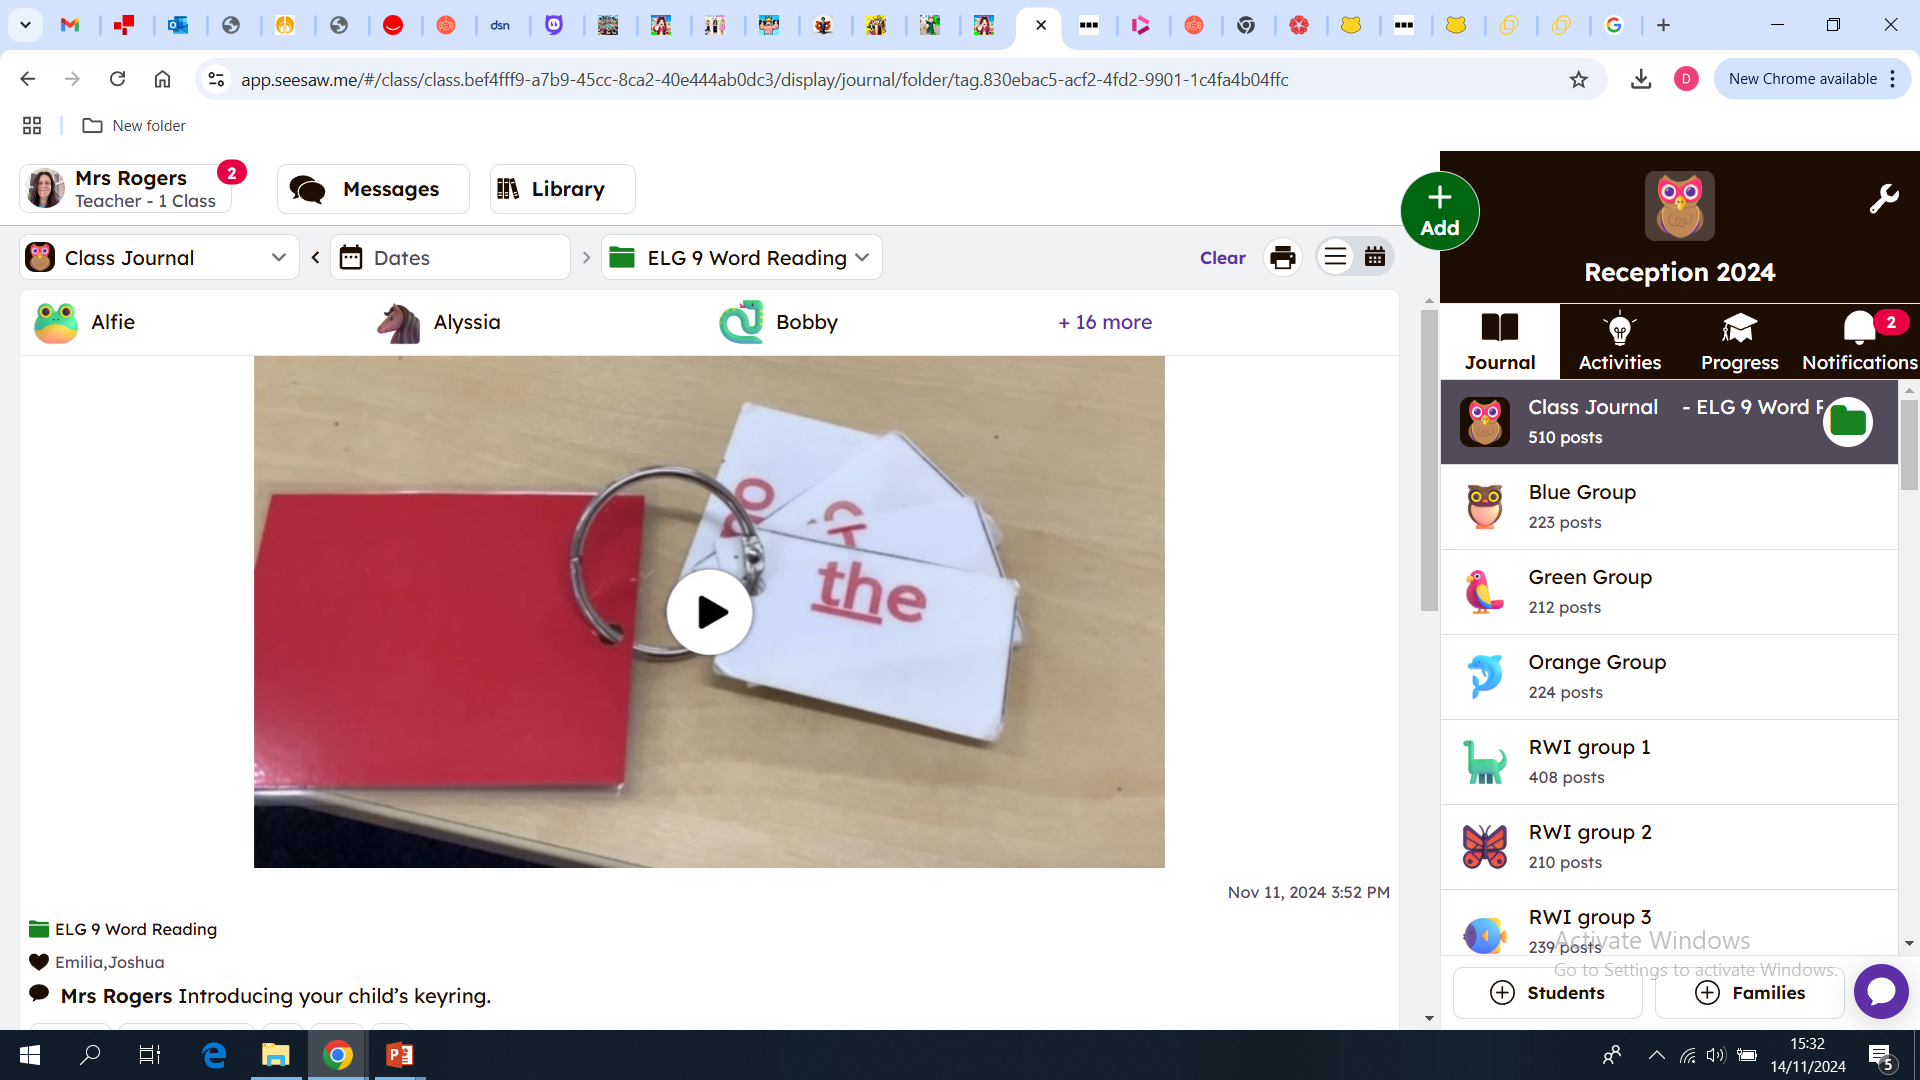 dsn
app.seesaw.me/#/class/class.bef4fff9-a7b9-45cc-8ca2-40e444ab0dc3/display/journal/folder/tag.830ebac5-acf2-4fd2-9901-1c4fa4b04ffc
D
New Chrome available
New folder
Mrs Rogers
2
Teacher - 1 Class
Messages
Library
Add
Reception 2024
Class Journal
Dates
ELG 9 Word Reading
Clear
Alfie
Alyssia
Bobby
+ 16 more
the
Nov 11, 2024 3:52 PM
ELG 9 Word Reading
Emilia,Joshua
Mrs Rogers Introducing your child's keyring.
Journal
Activities
Progress
Notifications
2
Class Journal - ELG 9 Word
510 posts
Blue Group
223 posts
Green Group
212 posts
Orange Group
224 posts
RWI group 1
408 posts
RWI group 2
210 posts
RWI group 3
239 posts
Activate Windows
Go to Settings to activate Windows.
Students
Families
15:32
14/11/2024
5